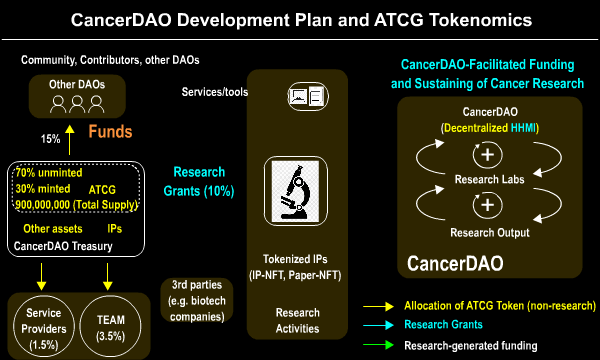 CancerDAO Development Plan and ATCG Tokenomics
Community, Contributors, other DAOs
Other DAOs
15%
Funds
70% unminted
30% minted
ATCG
900,000,000 (Total Supply)
Other assets
IPs
CancerDAO Treasury
Service
Providers
(1.5%)
TEAM
(3.5%)
Services/tools
Research
Grants (10%)
Tokenized IPs
(IP-NFT, Paper-NFT)
3rd parties
(e.g. biotech
companies)
Research
Activities
CancerDAO-Facilitated Funding
and Sustaining of Cancer Research
CancerDAO
(Decentralized HHMI)
Research Labs
Research Output
CancerDAO
Allocation of ATCG Token (non-research)
Research Grants
Research-generated funding